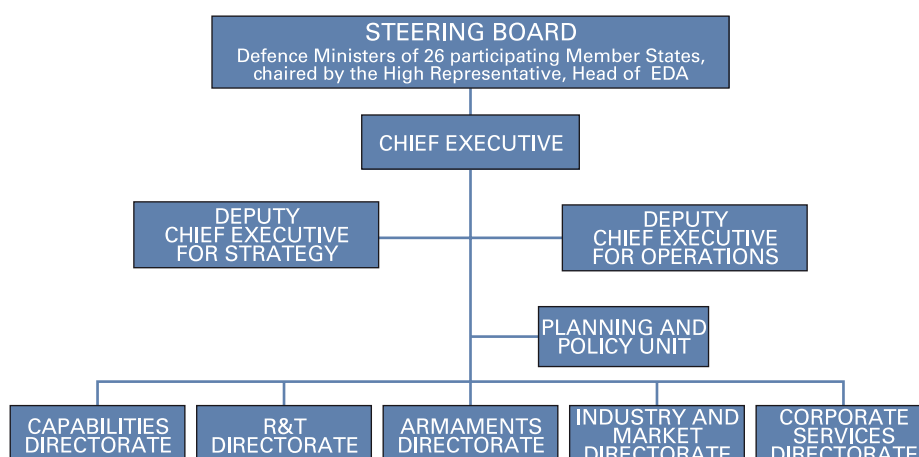 STEERING BOARD
Defence Ministers of 26 participating Member States,
chaired by the High Representative, Head of EDA
CHIEF EXECUTIVE
DEPUTY
CHIEF EXECUTIVE
FOR STRATEGY
DEPUTY
CHIEF EXECUTIVE
FOR OPERATIONS
PLANNING AND
POLICY UNIT
CAPABILITIES
DIRECTORATE
R&T
DIRECTORATE
ARMAMENTS
DIRECTORATE
INDUSTRY AND
MARKET
DIRECTORATE
CORPORATE
SERVICES
DIRECTORATE